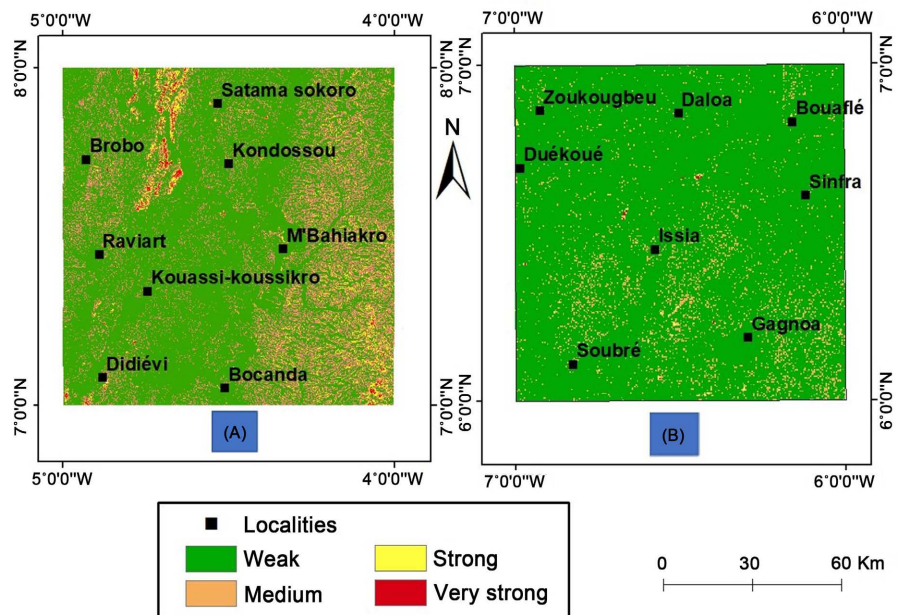 5°0'0"W 4°0'0"W
7°0'0"W 6°0'0"W
8°0'0"N 8°0'0"N
7°0'0"N 7°0'0"N
Satama sokoro
Brobo
Kondossou
M'Bahiakro
Raviart
Kouassi-koussikro
Didiévi
Bocanda
7°0'0"N 7°0'0"N
(A)
5°0'0"W 4°0'0"W
N
Zoukougbeu
Daloa
Bouaflé
Duékoué
Sinfra
Issia
Gagnoa
Soubré
6°0'0"N 6°0'0"N
(B)
7°0'0"W 6°0'0"W
Localities
Weak
Strong
Medium
Very strong
0 30 60 Km